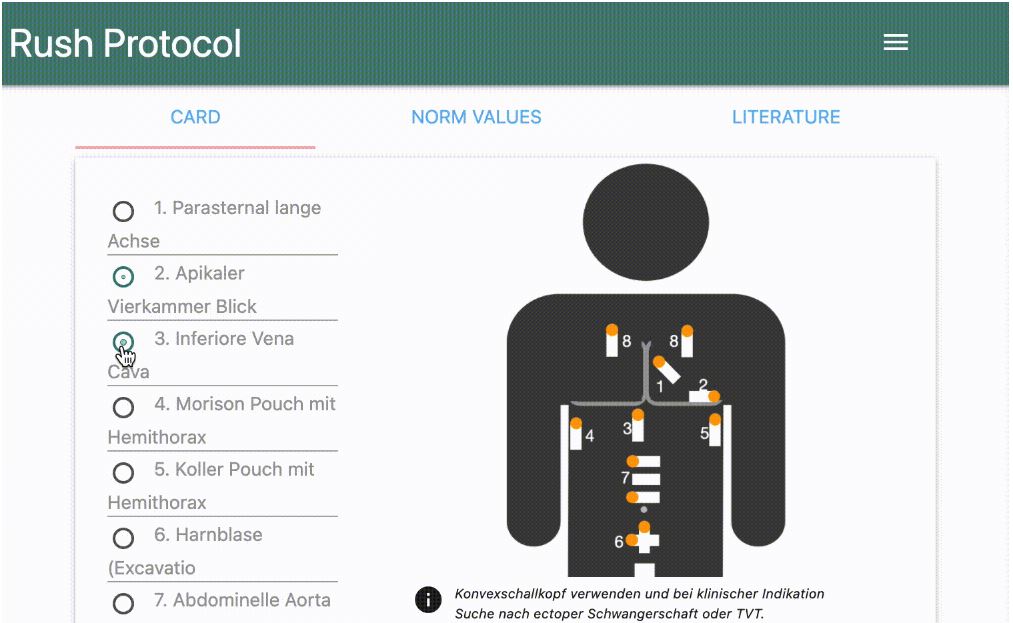 Rush Protocol
CARD
NORM VALUES
LITERATURE
1. Parasternal lange
Achse
2. Apikaler
Vierkammer Blick
3. Inferiore Vena
Cava
4. Morison Pouch mit
Hemithorax
5. Koller Pouch mit
Hemithorax
6. Harnblase
(Excavatio
7. Abdominelle Aorta
8
8
1
2
4
3
5
7
6
Konvexschallkopf verwenden und bei klinischer Indikation
Suche nach ectoper Schwangerschaft oder TVT.